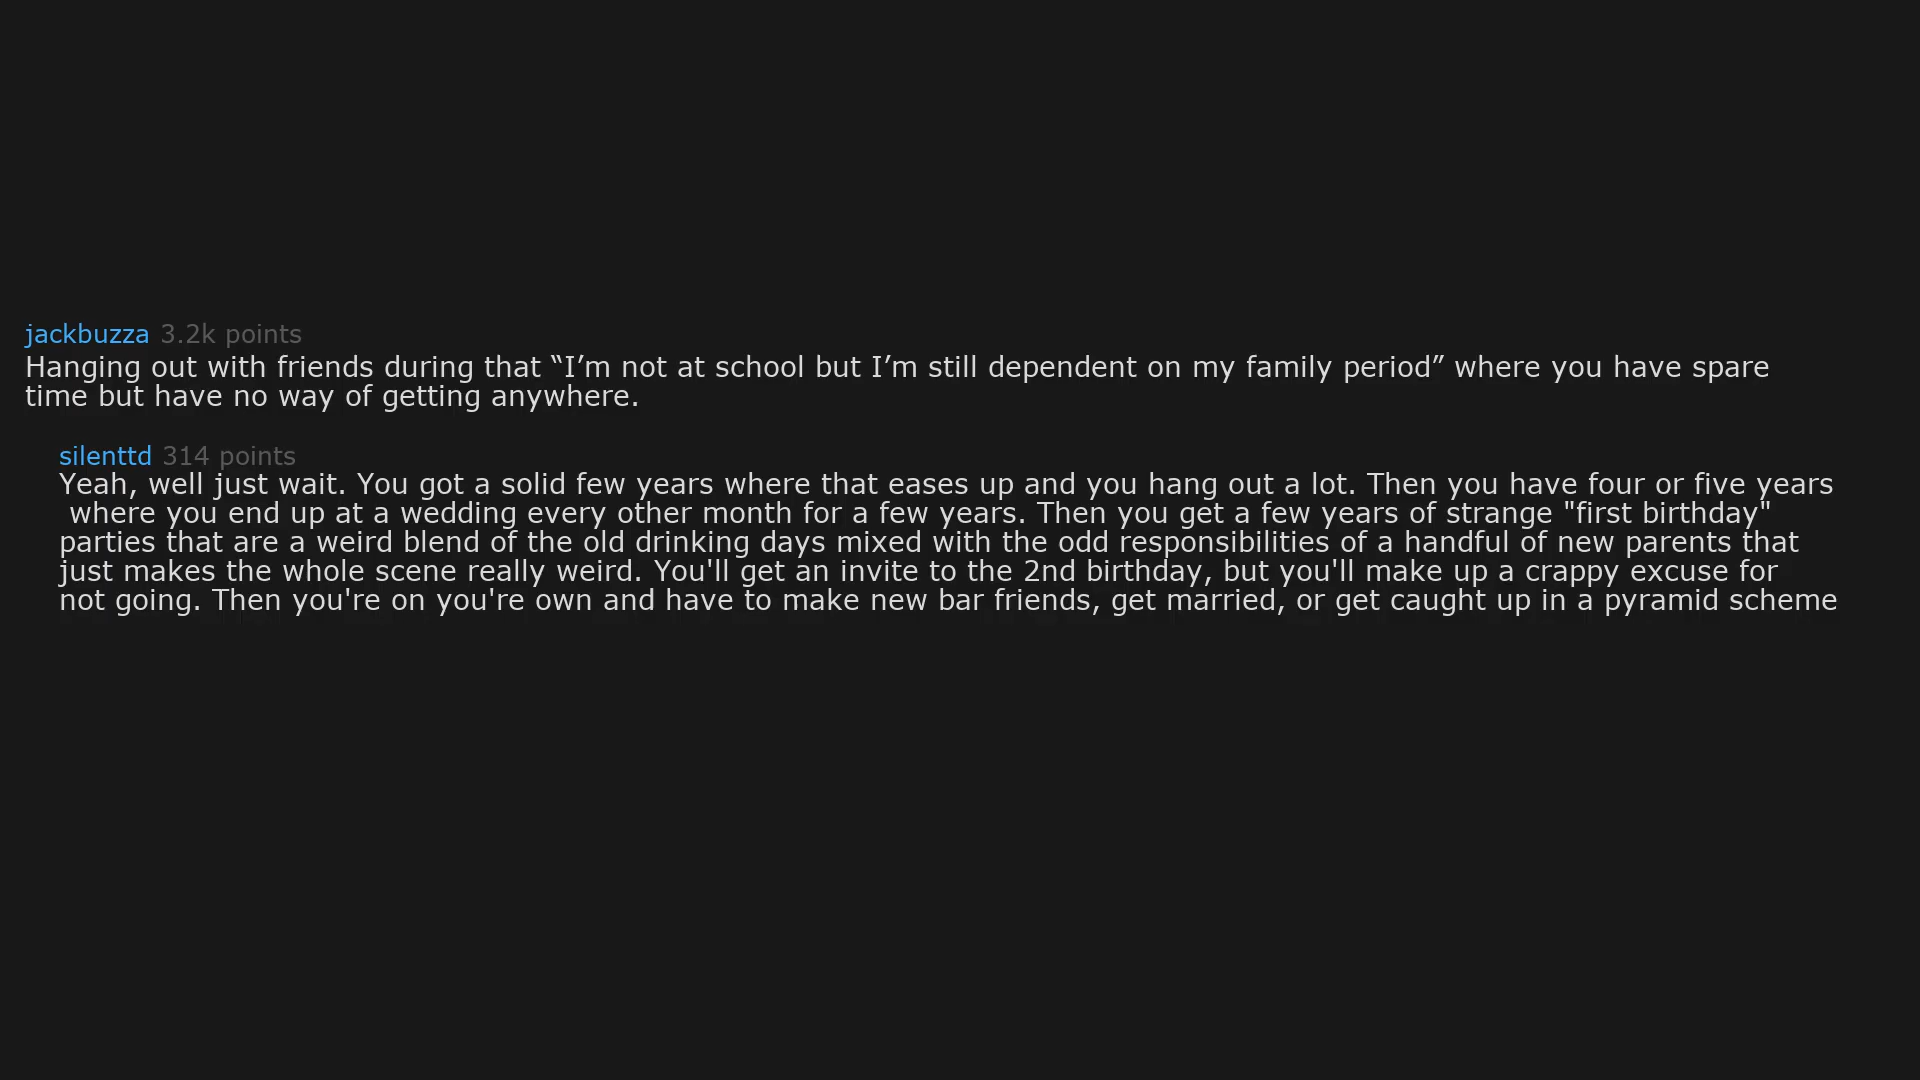 jackbuzza 3.2k points
Hanging out with friends during that “I’m not at school but I’m still dependent on my family period” where you have spare
time but have no way of getting anywhere.
silenttd 314 points
Yeah, well just wait. You got a solid few years where that eases up and you hang out a lot. Then you have four or five years
where you end up at a wedding every other month for a few years. Then you get a few years of strange "first birthday"
parties that are a weird blend of the old drinking days mixed with the odd responsibilities of a handful of new parents that
just makes the whole scene really weird. You'll get an invite to the 2nd birthday, but you'll make up a crappy excuse for
not going. Then you're on you're own and have to make new bar friends, get married, or get caught up in a pyramid scheme